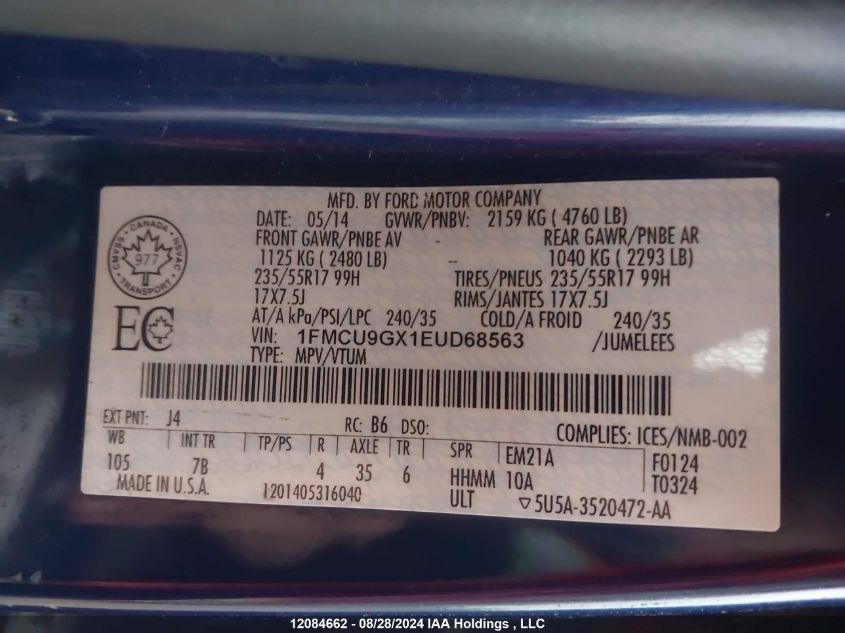 MFD. BY FORD MOTOR COMPANY
DATE: 05/14 GVWR/PNBV: 2159 KG ( 4760 LB)
FRONT GAWR/PNBE AV - REAR GAWR/PNBE AR
1125 KG ( 2480 LB) -- 1040 KG ( 2293 LB)
235/55R17 99H TIRES/PNEUS 235/55R17 99H
17X7.5J RIMS/JANTES 17X7.5J
AT/A kPa/PSI/LPC 240/35 COLD/A FROID 240/35
VIN: 1FMCU9GX1EUD68563 /JUMELEES
TYPE: MPV/VTUM
CANADA
CMVSS NSVAC
977
TRANSPORT
EC
EXT PNT: J4 RC: B6 DSO: COMPLIES: ICES/NMB-002
WB INT TR TP/PS R AXLE TR SPR EM21A F0124
105 7B 4 35 6 HHMM 10A T0324
MADE IN U.S.A. 1201405316040 ULT ▽5U5A-3520472-AA
12084662 - 08/28/2024 IAA Holdings , LLC